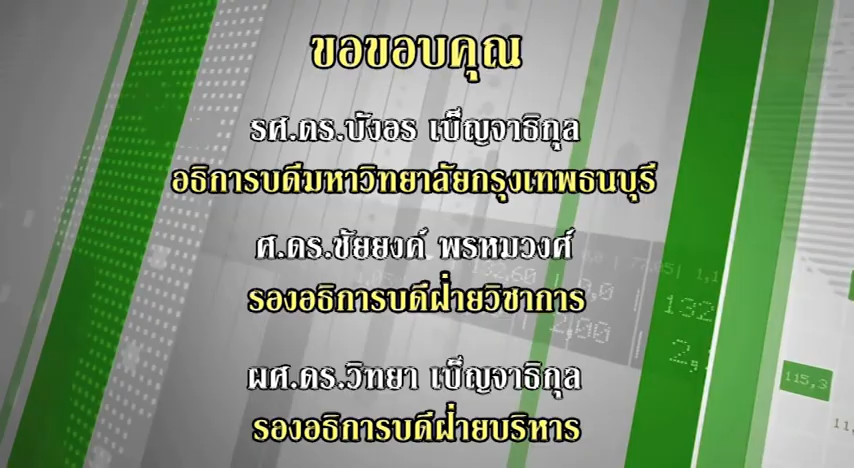 ขอขอบคุณ
รศ.ดร.บังอร เบ็ญจาธิกุล
อธิการบดีมหาวิทยาลัยกรุงเทพธนบุรี
ศ.ดร.ชัยยงค์ พรหมวงศ์
รองอธิการบดีฝ่ายวิชาการ
ผศ.ดร.วิทยา เบ็ญจาธิกุล
รองอธิการบดีฝ่ายบริหาร
115,3